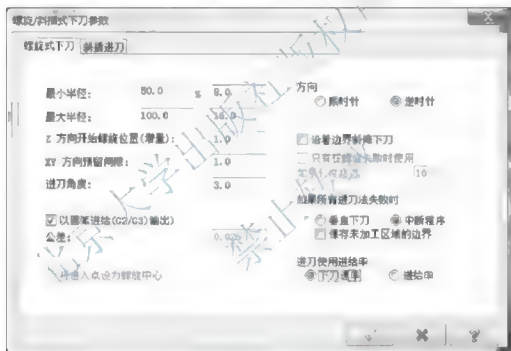 螺旋/斜插式下刀参数
螺旋式下刀 斜插进刀
最小半径: 50.0 % 8.0
最大半径: 100.0 16.0
Z 方向开始螺旋位置(增量): 1.0
XY 方向预留间隙: 1.0
进刀角度: 3.0
以圆弧进给(G2/G3)输出)
公差: 0.025
将进入点设为螺旋中心
方向
顺时针 逆时针
沿着边界斜降下刀
只有在螺旋失败时使用
10
如果所有进刀法失败时
垂直下刀 中断程序
保存未加工区域的边界
进刀使用进给率
下刀速率 进给率